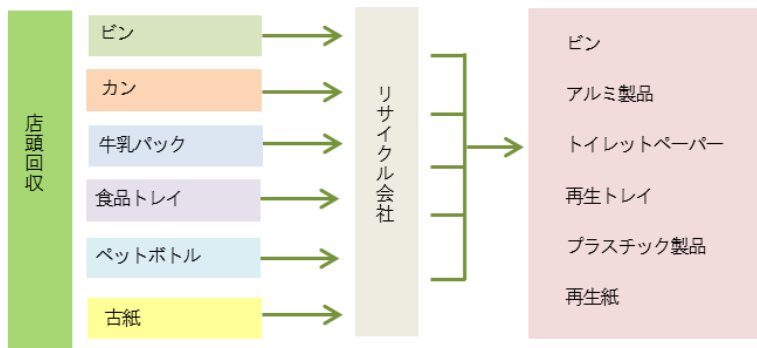 店頭回収
ビン
カン
牛乳パック
食品トレイ
ペットボトル
古紙
リサイクル会社
ビン
アルミ製品
トイレットペーパー
再生トレイ
プラスチック製品
再生紙